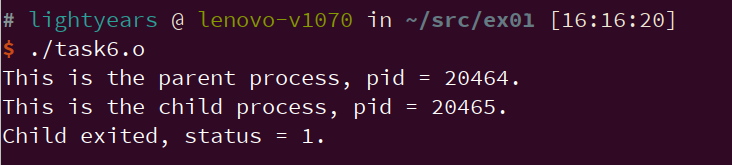 # lightyears @ lenovo-v1070 in ~/src/ex01 [16:16:20]
$ ./task6.o
This is the parent process, pid = 20464.
This is the child process, pid = 20465.
Child exited, status = 1.